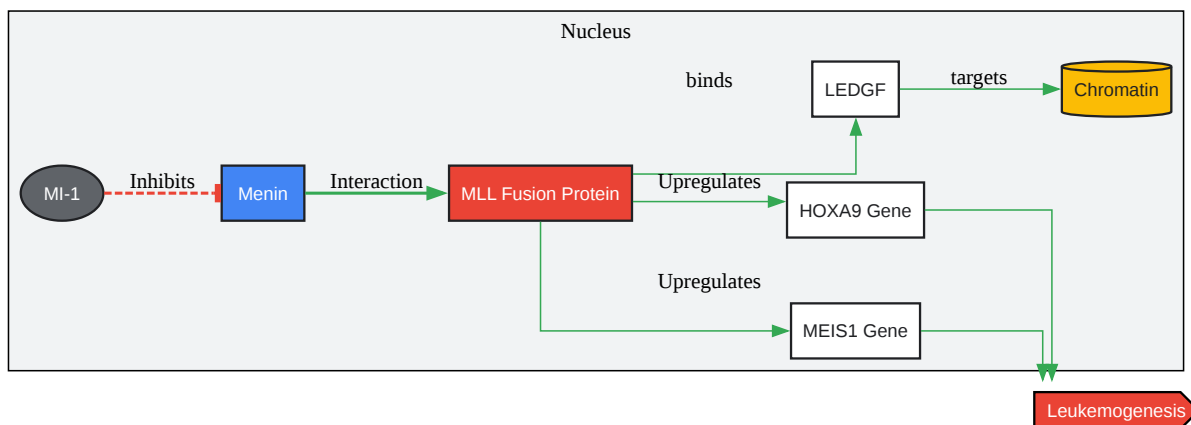 Nucleus
binds
LEDGF
targets
Chromatin
MI-1
Inhibits
Menin
Interaction
MLL Fusion Protein
Upregulates
HOXA9 Gene
Upregulates
MEIS1 Gene
Leukemogenesis